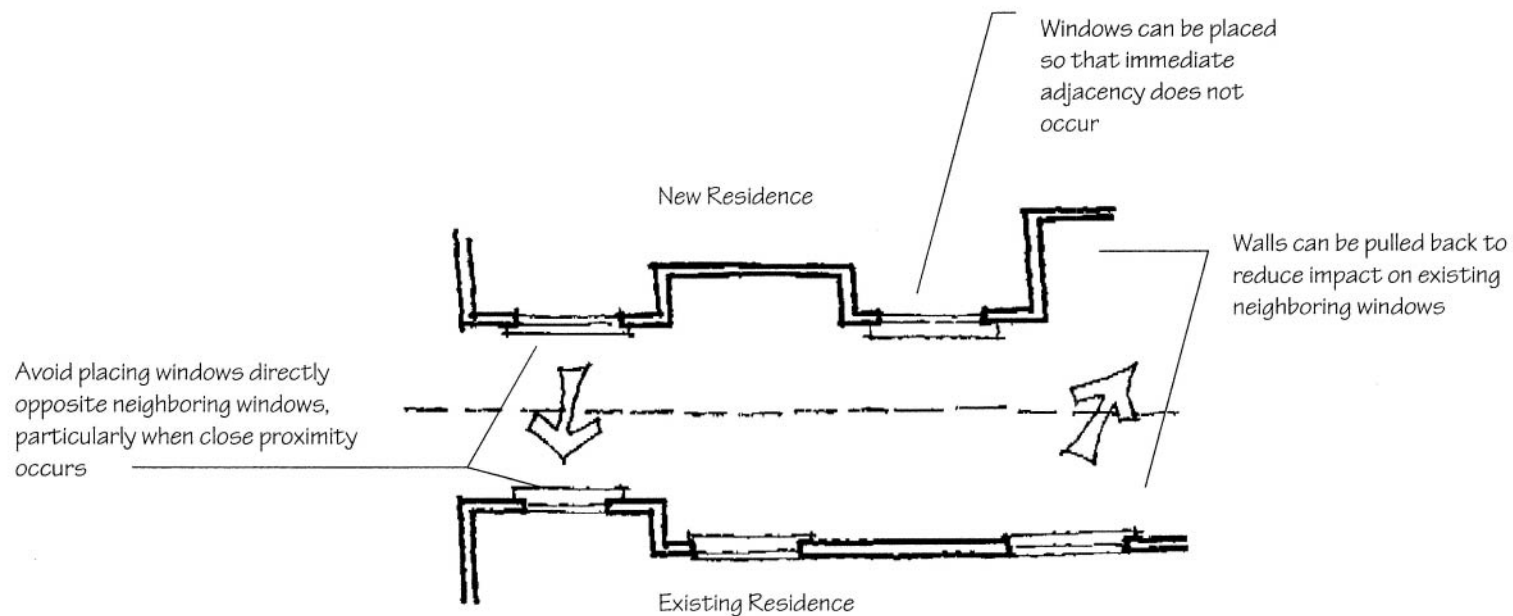 Windows can be placed
so that immediate
adjacency does not
occur
New Residence
Walls can be pulled back to
reduce impact on existing
neighboring windows
Avoid placing windows directly
opposite neighboring windows,
particularly when close proximity
occurs
Existing Residence